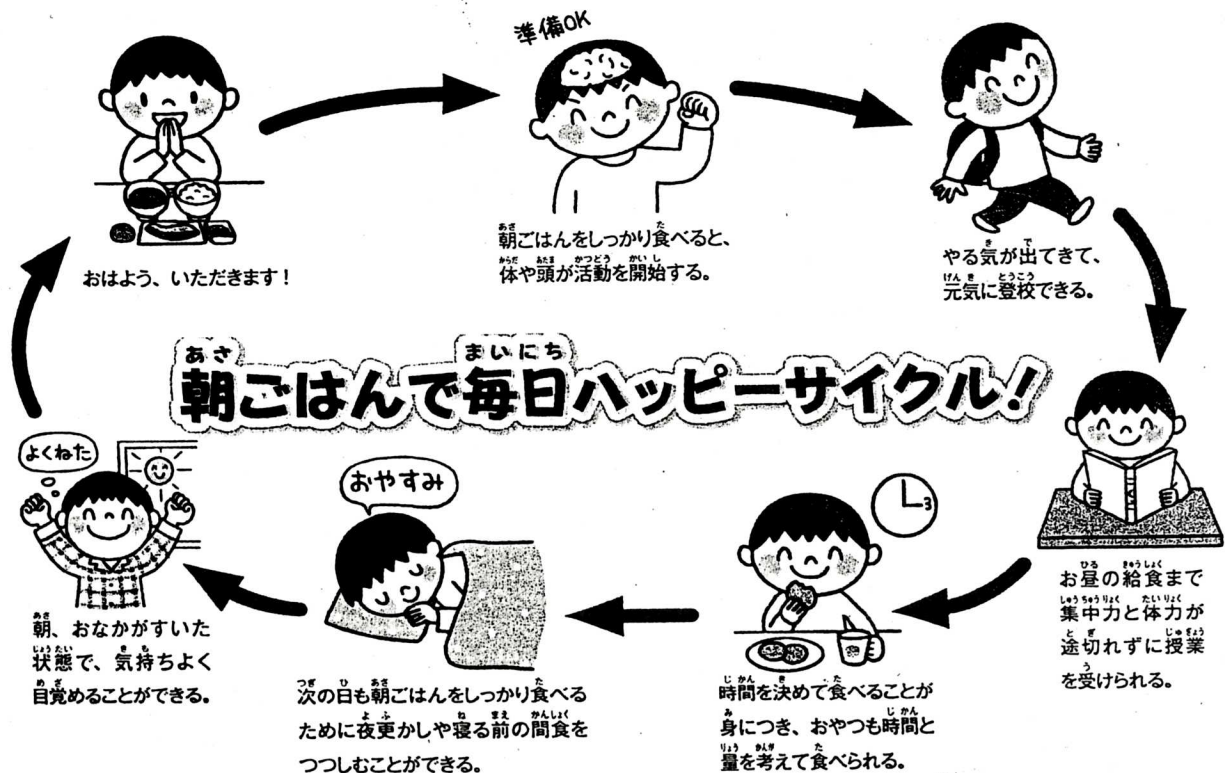 おはよう、いただきます！
準備OK
朝ごはんをしっかり食べると、
体や頭が活動を開始する。
やる気が出てきて、
元気に登校できる。
朝ごはんで毎日ハッピーサイクル！
お昼の給食まで
集中力と体力が
途切れずに授業
を受けられる。
3
時間を決めて食べることが
身につき、おやつも時間と
量を考えて食べられる。
おやすみ
次の日も朝ごはんをしっかり食べる
ために夜更かしや寝る前の間食を
つつしむことができる。
よくねた
朝、おなかがすいた
状態で、気持ちよく
目覚めることができる。